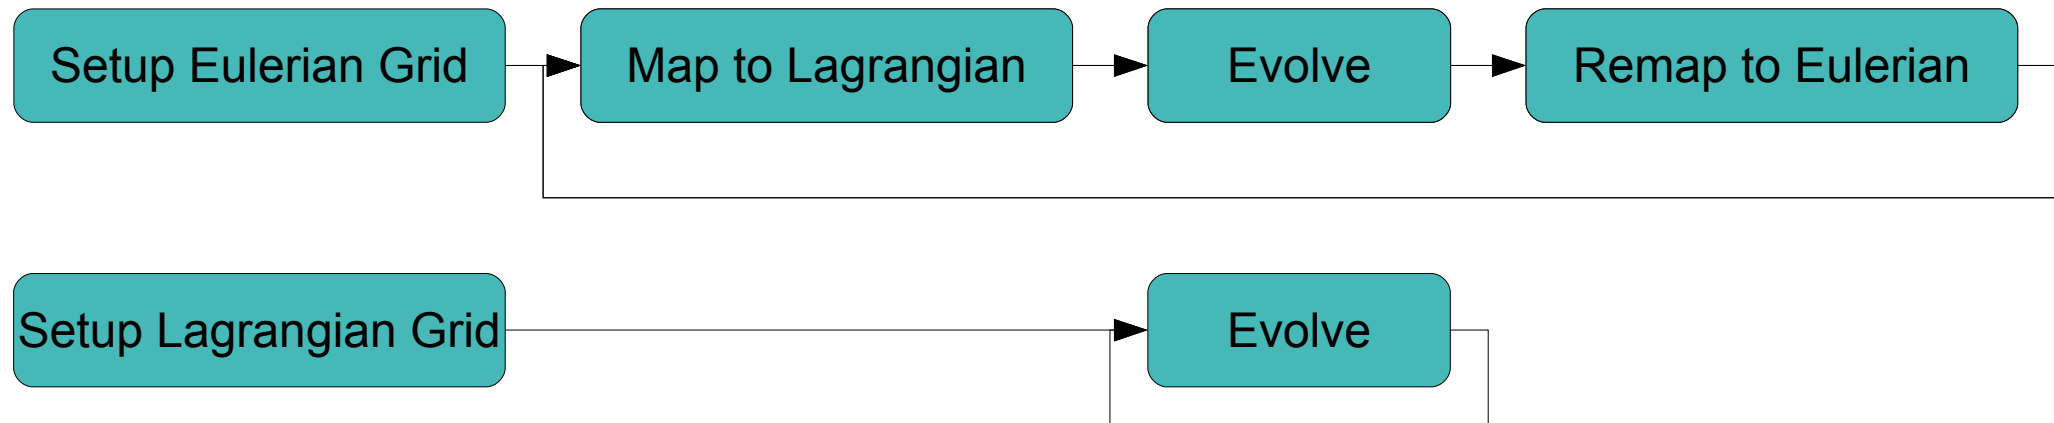 Setup Eulerian Grid
Map to Lagrangian
Evolve
Remap to Eulerian
Setup Lagrangian Grid
Evolve